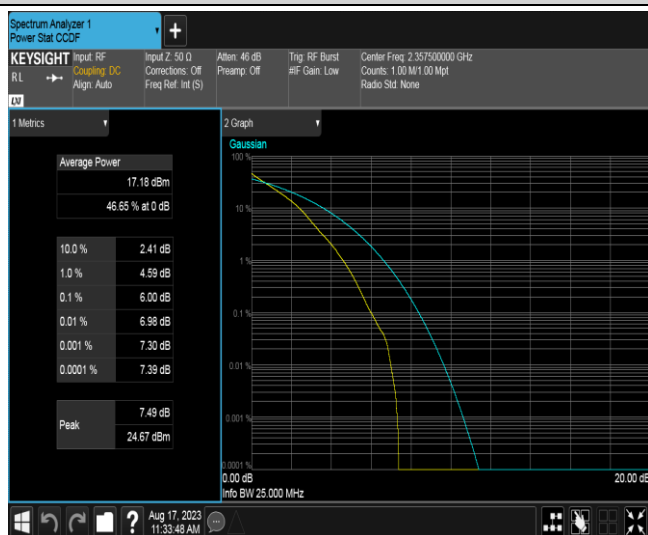 Spectrum Analyzer 1
Power Stat CCDF
+
KEYSIGHT
Input: RF
Coupling: DC
Align: Auto
RL
LXI
Input Z: 50 Ω
Corrections: Off
Freq Ref: Int (S)
Atten: 46 dB
Preamp: Off
Trig: RF Burst
#IF Gain: Low
Center Freq: 2.357500000 GHz
Counts: 1.00 M/1.00 Mpt
Radio Std: None
1 Metrics
Average Power
17.18 dBm
46.65 % at 0 dB
10.0 % 2.41 dB
1.0 % 4.59 dB
0.1 % 6.00 dB
0.01 % 6.98 dB
0.001 % 7.30 dB
0.0001 % 7.39 dB
Peak
7.49 dB
24.67 dBm
2 Graph
Gaussian
100 %
10 %
1 %
0.1 %
0.01 %
0.001 %
0.0001 %
0.00 dB
20.00 dB
Info BW 25.000 MHz
?
Aug 17, 2023
11:33:48 AM